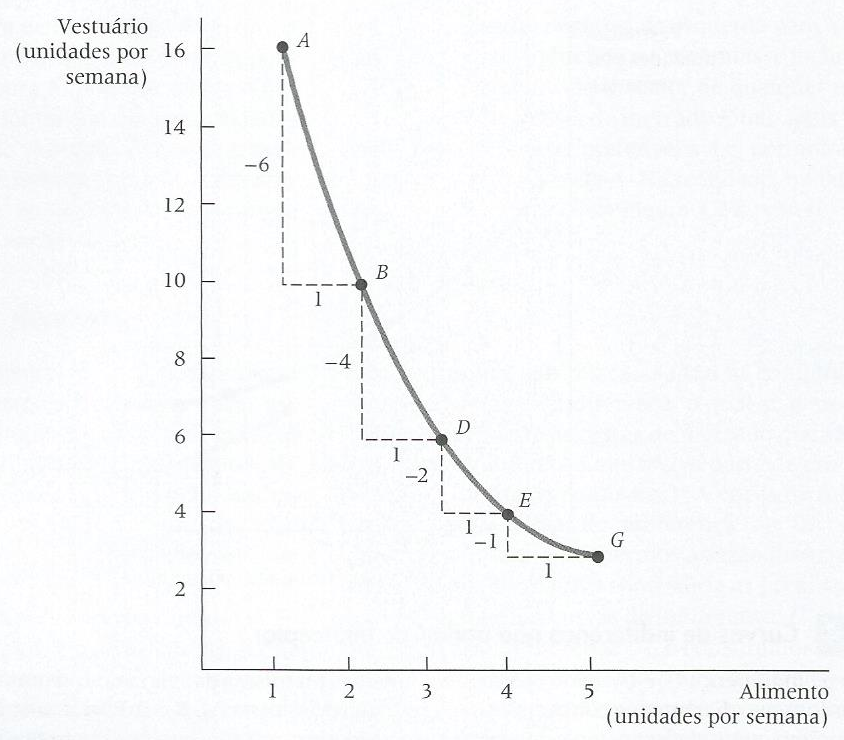 Vestuário
(unidades por
semana)
16
A
14
−6
12
10
B
1
8
−4
6
D
1
−2
4
E
1
−1
G
1
2
1
2
3
4
5
Alimento
(unidades por semana)